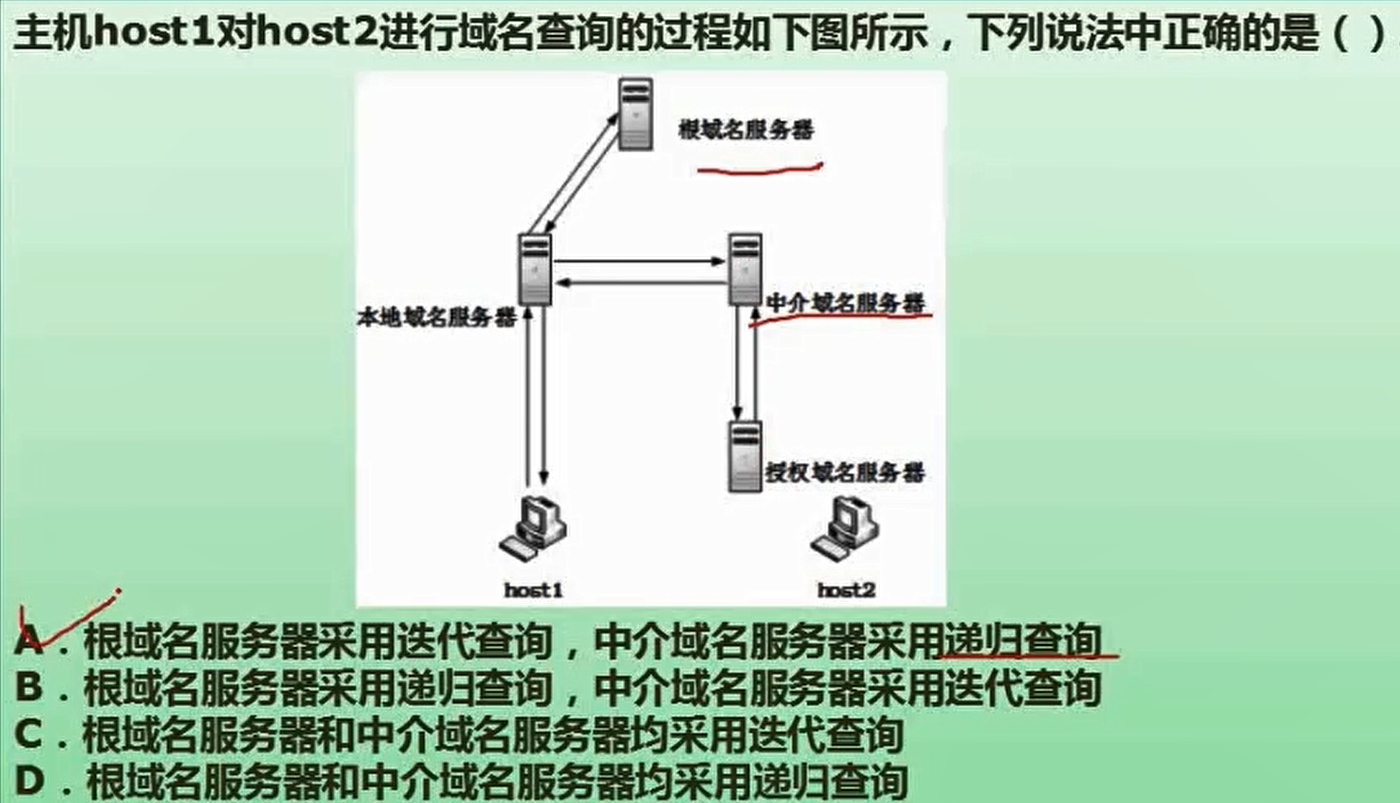 主机host1对host2进行域名查询的过程如下图所示，下列说法中正确的是（ ）
根域名服务器
本地域名服务器
中介域名服务器
授权域名服务器
host1
host2
A．根域名服务器采用迭代查询，中介域名服务器采用递归查询
B．根域名服务器采用递归查询，中介域名服务器采用迭代查询
C．根域名服务器和中介域名服务器均采用迭代查询
D．根域名服务器和中介域名服务器均采用递归查询